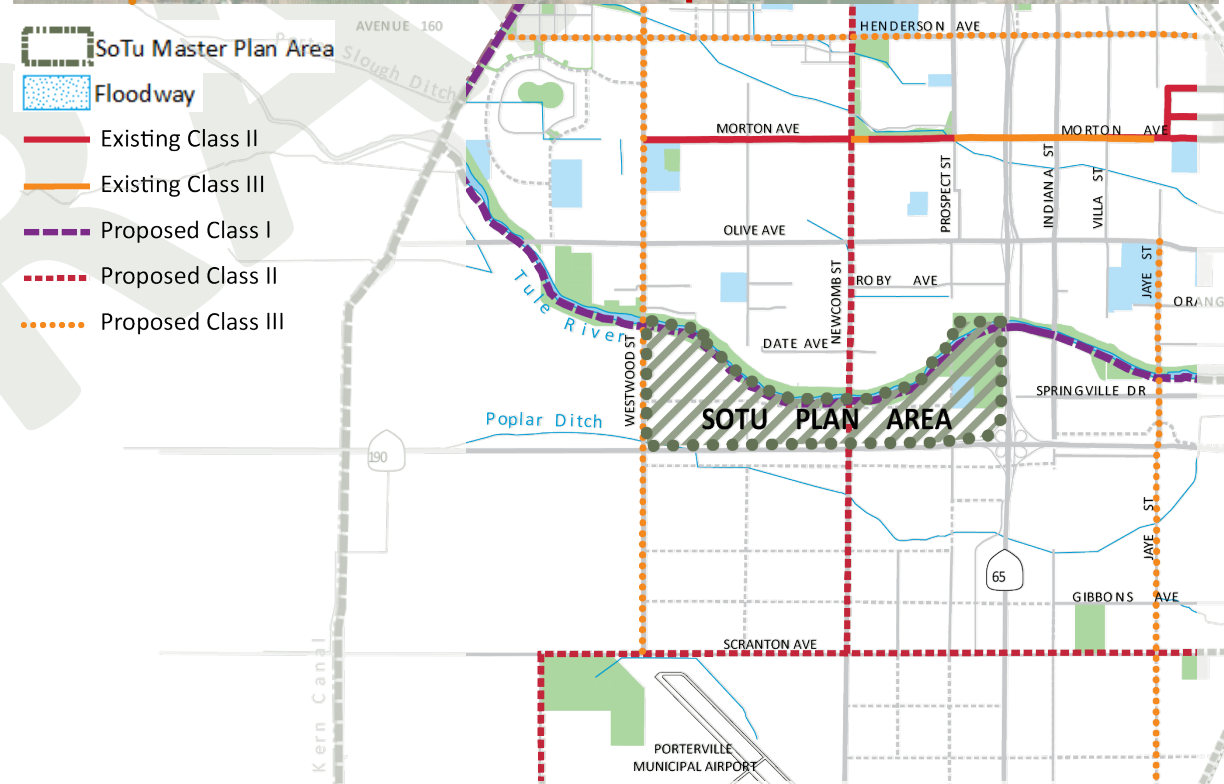 AVENUE 160
HENDERSON AVE
SoTu Master Plan Area
Porter Slough Ditch
Floodway
Existing Class II
MORTON AVE
MORTON AVE
Existing Class III
PROSPECT ST
INDIANA ST
VILLA ST
Proposed Class I
OLIVE AVE
Proposed Class II
NEWCOMB ST
ROBY AVE
JAYE ST
ORANG
Proposed Class III
Tule River
WESTWOOD ST
DATE AVE
SPRINGVILLE DR
Poplar Ditch
SOTU PLAN AREA
190
JAYE ST
65
GIBBONS AVE
SCRANTON AVE
Kern Canal
PORTERVILLE
MUNICIPAL AIRPORT